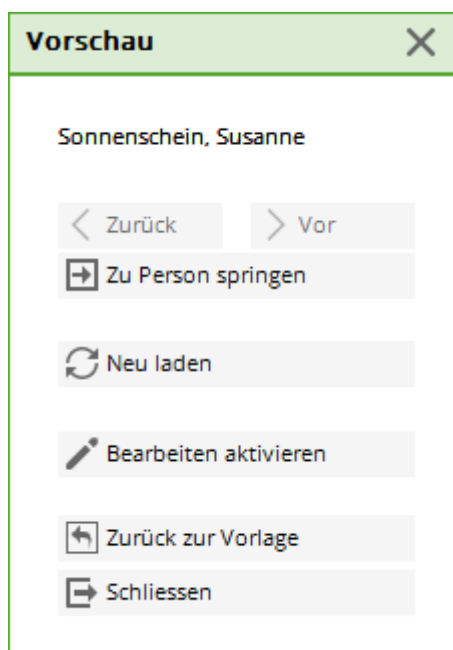 Vorschau
Sonnenschein, Susanne
Zurück Vor
Zu Person springen
Neu laden
Bearbeiten aktivieren
Zurück zur Vorlage
Schliessen